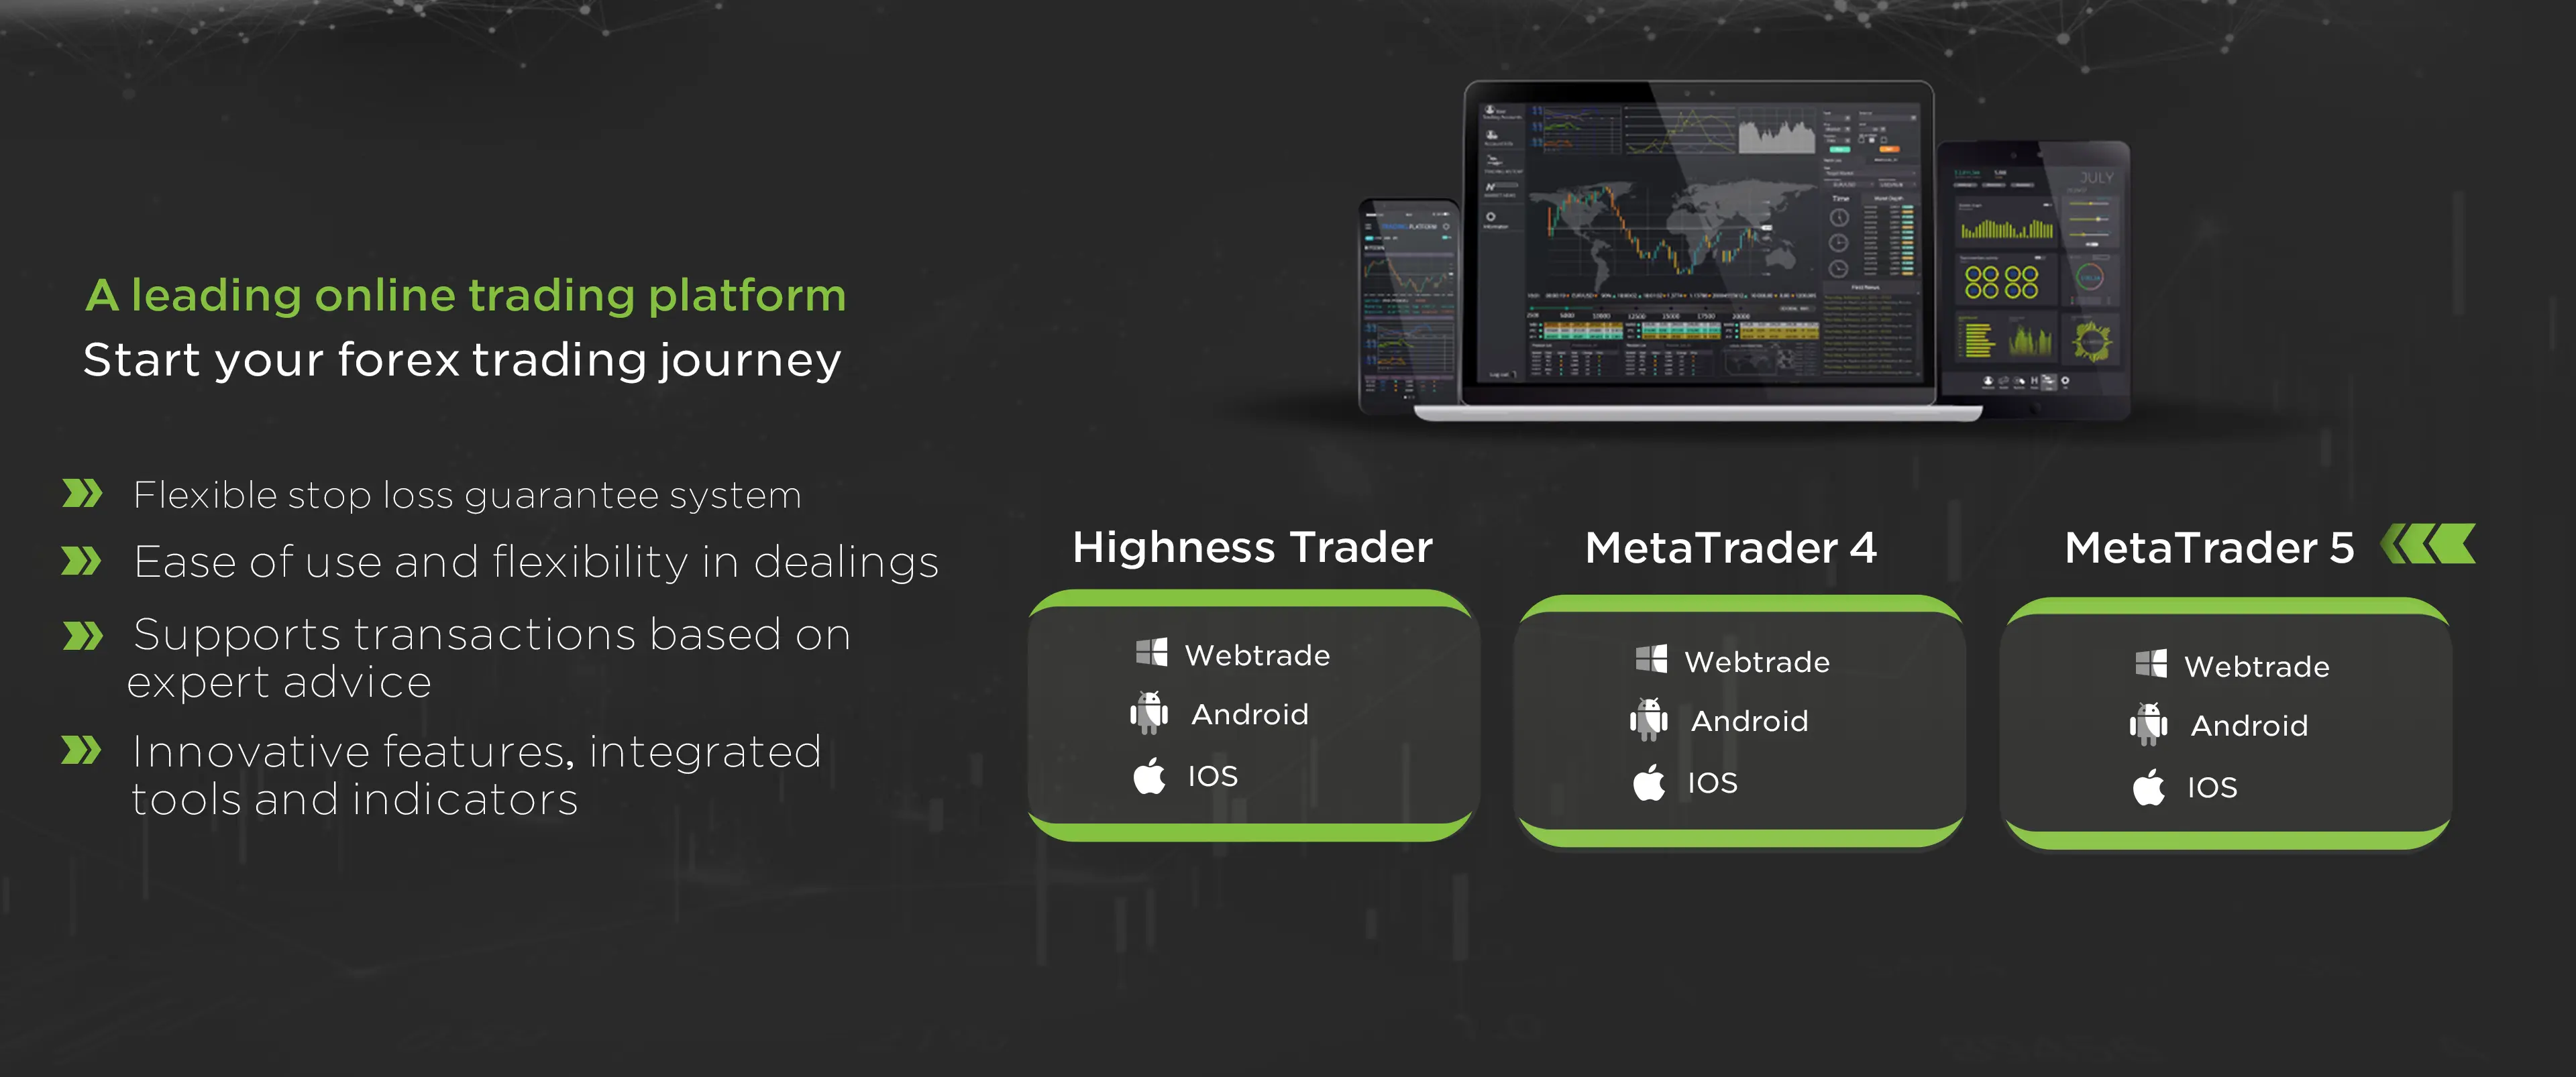 A leading online trading platform
Start your forex trading journey
Flexible stop loss guarantee system
Ease of use and flexibility in dealings
Supports transactions based on
expert advice
Innovative features, integrated
tools and indicators
JULY
Time
Highness Trader
Webtrade
Android
IOS
MetaTrader 4
Webtrade
Android
IOS
MetaTrader 5
Webtrade
Android
IOS